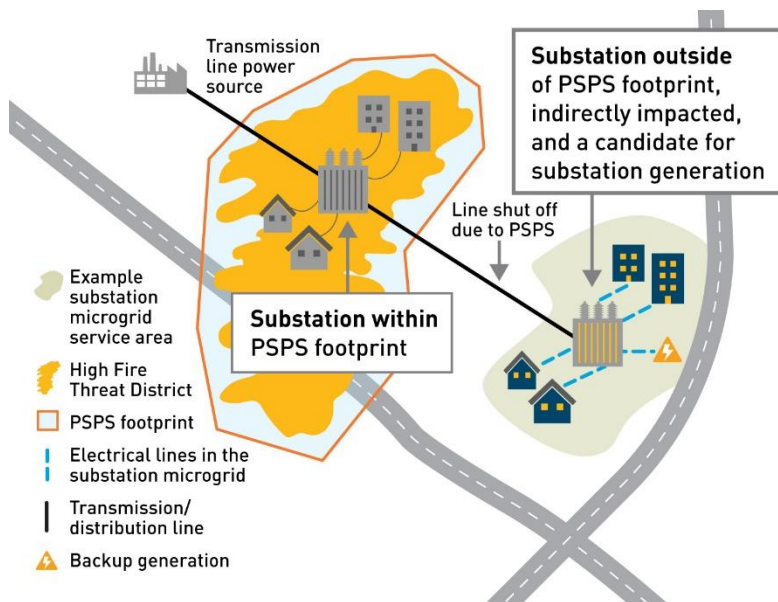 Transmission
line power
source
Substation outside
of PSPS footprint,
indirectly impacted,
and a candidate for
substation generation
Line shut off
due to PSPS
Substation within
PSPS footprint
Example
substation
microgrid
service area
High Fire
Threat District
PSPS footprint
Electrical lines in the
substation microgrid
Transmission/
distribution line
Backup generation